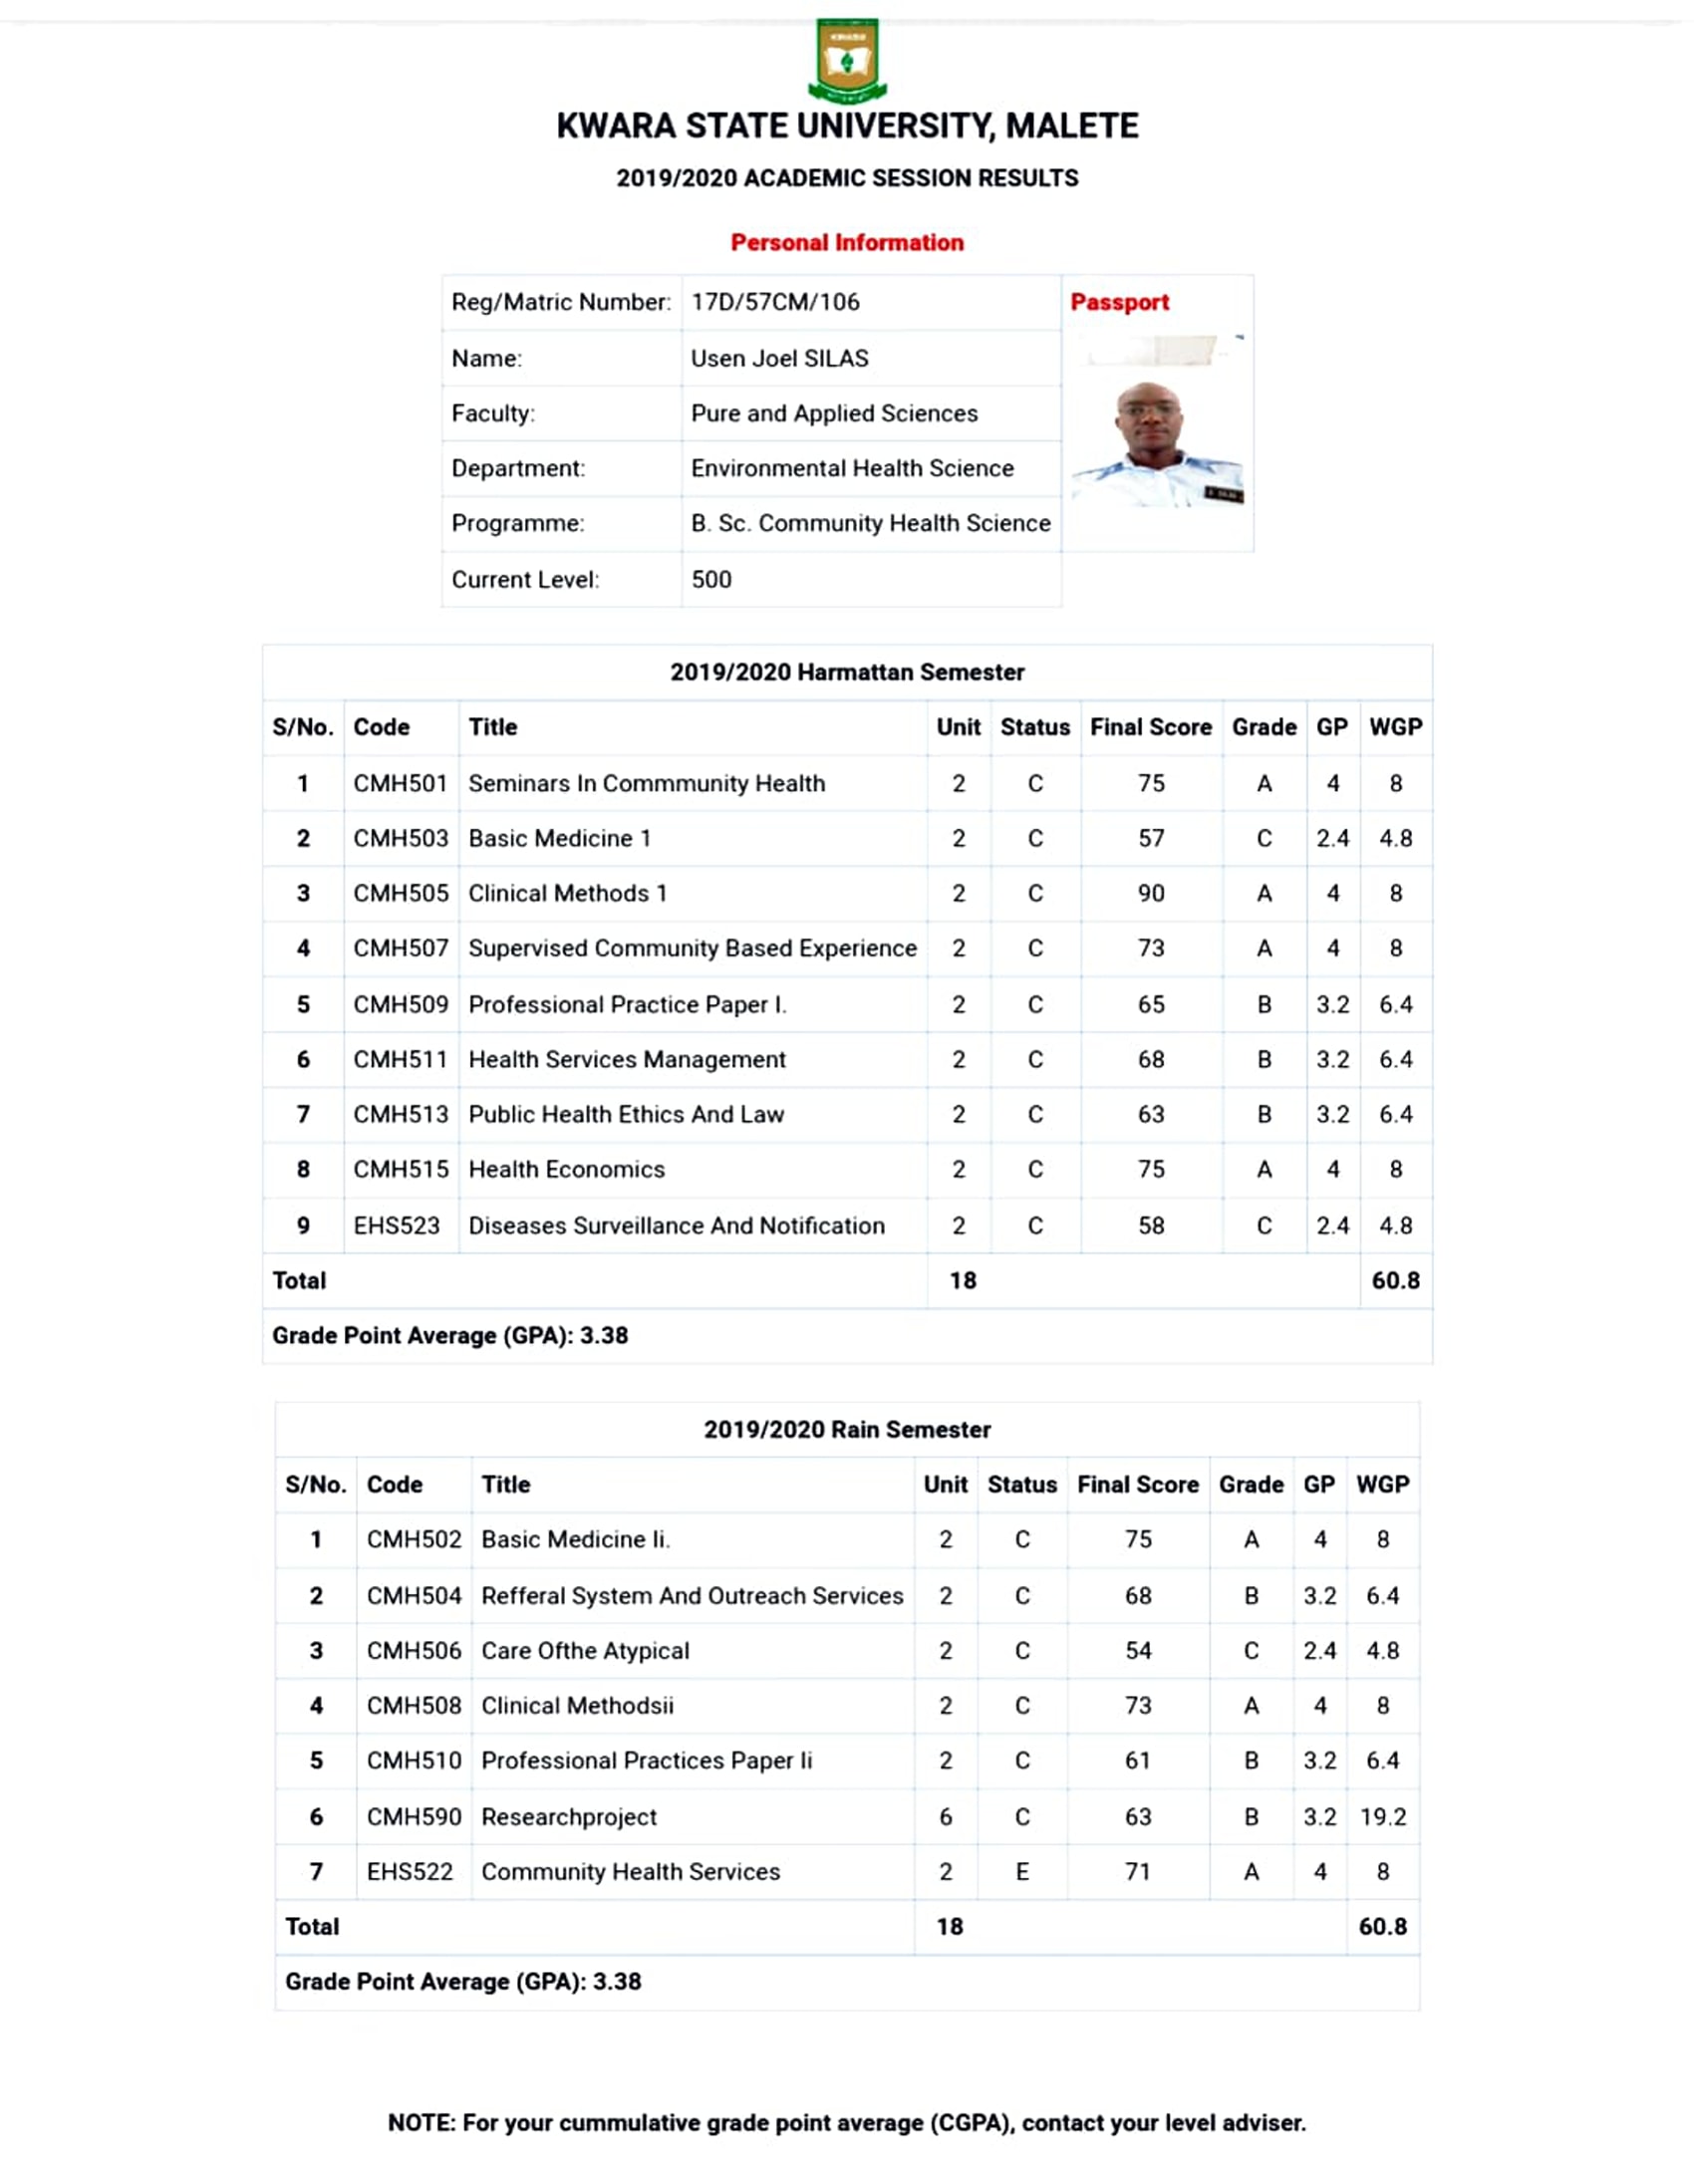 KWASU
KWARA STATE UNIVERSITY, MALETE
2019/2020 ACADEMIC SESSION RESULTS
Personal Information
Reg/Matric Number: 17D/57CM/106 Passport
Name: Usen Joel SILAS
Faculty: Pure and Applied Sciences
Department: Environmental Health Science
Programme: B. Sc. Community Health Science
Current Level: 500
2019/2020 Harmattan Semester
S/No. Code Title Unit Status Final Score Grade GP WGP
1 CMH501 Seminars In Commmunity Health 2 C 75 A 4 8
2 CMH503 Basic Medicine 1 2 C 57 C 2.4 4.8
3 CMH505 Clinical Methods 1 2 C 90 A 4 8
4 CMH507 Supervised Community Based Experience 2 C 73 A 4 8
5 CMH509 Professional Practice Paper I. 2 C 65 B 3.2 6.4
6 CMH511 Health Services Management 2 C 68 B 3.2 6.4
7 CMH513 Public Health Ethics And Law 2 C 63 B 3.2 6.4
8 CMH515 Health Economics 2 C 75 A 4 8
9 EHS523 Diseases Surveillance And Notification 2 C 58 C 2.4 4.8
Total 18 60.8
Grade Point Average (GPA): 3.38
2019/2020 Rain Semester
S/No. Code Title Unit Status Final Score Grade GP WGP
1 CMH502 Basic Medicine Ii. 2 C 75 A 4 8
2 CMH504 Refferal System And Outreach Services 2 C 68 B 3.2 6.4
3 CMH506 Care Ofthe Atypical 2 C 54 C 2.4 4.8
4 CMH508 Clinical Methodsii 2 C 73 A 4 8
5 CMH510 Professional Practices Paper Ii 2 C 61 B 3.2 6.4
6 CMH590 Researchproject 6 C 63 B 3.2 19.2
7 EHS522 Community Health Services 2 E 71 A 4 8
Total 18 60.8
Grade Point Average (GPA): 3.38
NOTE: For your cummulative grade point average (CGPA), contact your level adviser.